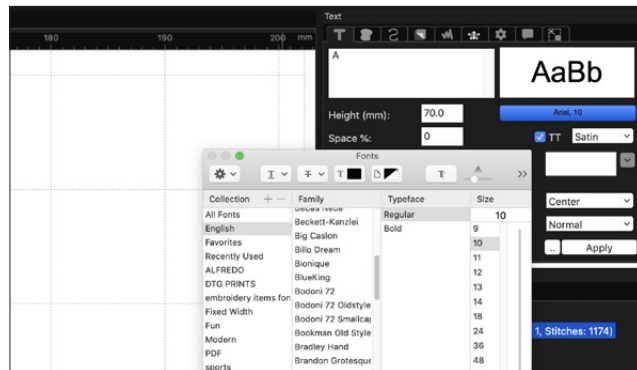 Text
180 190 200 mm
A
AaBb
Height (mm): 70.0
Arial, 10
Space %: 0
TT Satin
Fonts
Center
Normal
.. Apply
1, Stitches: 1174)
Collection + − Family Typeface Size
All Fonts
English
Favorites
Recently Used
ALFREDO
DTG PRINTS
embroidery items for
Fixed Width
Fun
Modern
PDF
sports
Bebas Neue
Beckett-Kanzlei
Big Caslon
Billo Dream
Bionique
BlueKing
Bodoni 72
Bodoni 72 Oldstyle
Bodoni 72 Smallcap
Bookman Old Style
Bradley Hand
Brandon Grotesque
Regular
Bold
10
9
10
11
12
13
14
18
24
36
48